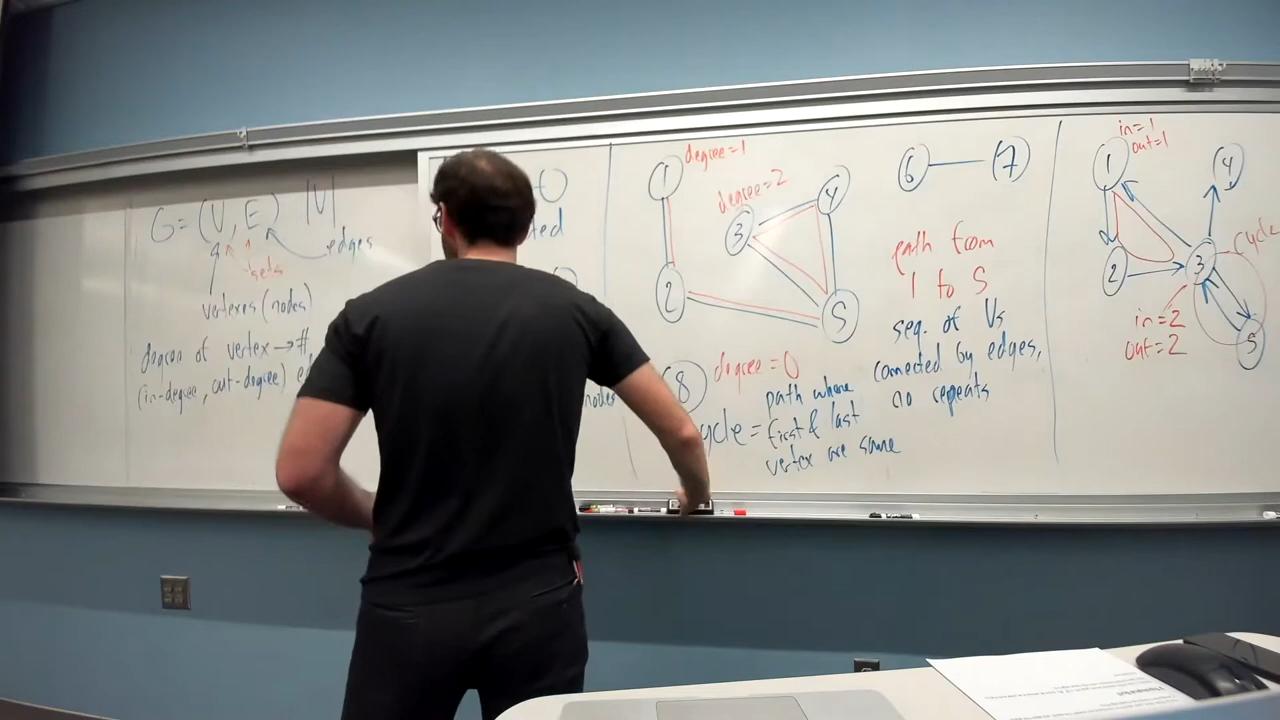 G = (V, E) |V|
edges
sets
vertexes (nodes)
degree of vertex → #
(in-degree, out-degree)
ted
nodes
1
degree=1
degree=2
3
4
2
5
8
degree=0
6
7
path from
1 to 5
seq. of Vs
connected by edges,
no repeats
path where
first & last
vertex are same
in=1
out=1
1
4
2
3
cycle
in=2
out=2
5